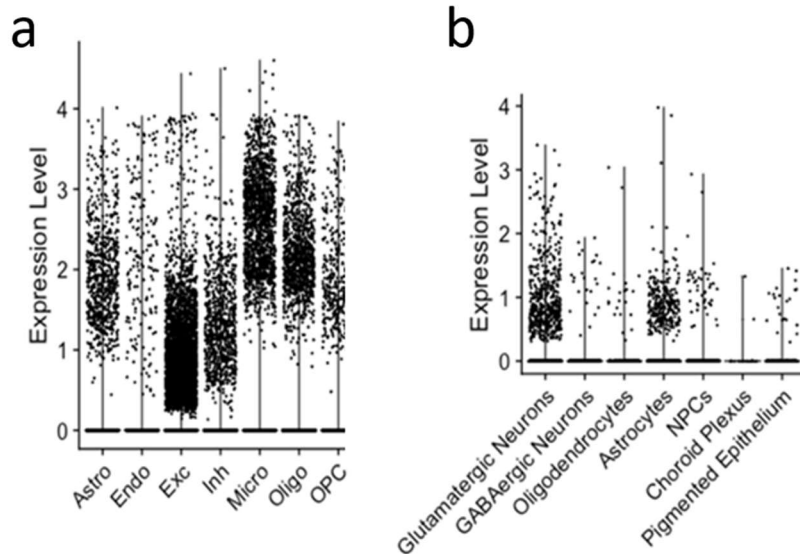 a
Expression Level
4
3
2
1
0
Astro
Endo
Exc
Inh
Micro
Oligo
OPC
b
Expression Level
4
3
2
1
0
Glutamatergic Neurons
GABAergic Neurons
Oligodendrocytes
Astrocytes
NPCs
Choroid Plexus
Pigmented Epithelium